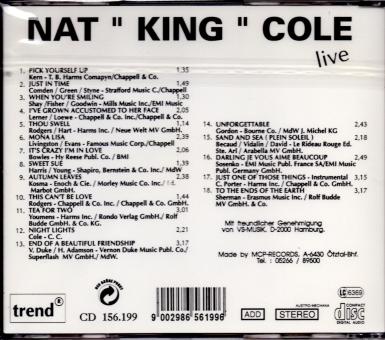 NAT " KING " COLE
live
1. PICK YOURSELF UP 1.35
Kern - T. B. Harms Comapyn/Chappell & Co.
2. JUST IN TIME 1.49
Comden / Green / Styne - Strafford Music C./Chappell
3. WHEN YOU'RE SMILING 1.30
Shay /Fisher / Goodwin - Mills Music Inc/EMI Music
4. I'VE GROWN ACCUSTOMED TO HER FACE 2.05
Lerner / Loewe - Chappell & Co. Inc./Chappell & Co.
5. THOU SWELL 1.14
Rodgers / Hart - Harms Inc. / Neue Welt MV GmbH.
6. MONA LISA 2.39
Livingston / Evans - Famous Music Corp./Chappell
7. IT'S CRAZY I'M IN LOVE 2.06
Bowles - Hy Reese Publ. Co./ BMI
8. SWEET SUE 1.39
Harris / Young - Shapiro, Bernstein & Co. Inc./ MdW
9. AUTUMN LEAVES 2.38
Kosma, Enoch & Cie./ Morley Music Co. Inc./ Ed.
Marbot GmbH.
10. THIS CAN'T BE LOVE 1.44
Rodgers - Chappell & Co. Inc. / Chappell & Co. GmbH.
11. TEA FOR TWO 3.01
Youmens - Harms Inc./ Rondo Verlag GmbH./ Rolf
Budde GmbH. & Co. KG.
12. NIGHT LIGHTS 2.21
Cole - C. C.
13. END OF A BEAUTIFUL FRIENDSHIP 3.17
V. Duke / H. Adamson - Vernon Duke Music Publ. Co./
Superflash MV GmbH./ MdW.
14. UNFORGETTABLE 2.43
Gordon - Bourne Co. / MdW J. Michel KG
15. SAND AND SEA ( PLEIN SOLEIL ) 3.18
Becaud / Vidalin / David - Le Rideau Rouge Ed.
Ste. Arl / Arabella MV GmbH.
16. DARLING JE VOUS AIME BEAUCOUP 2.49
Sosenko - EMI Music Publ. France SA/EMI Music
Publ. Germany GmbH.
17. JUST ONE OF THOSE THINGS - Instrumental 4.15
C. Porter - Harms Inc. / Chappell & Co. GmbH.
18. TO THE ENDS OF THE EARTH 3.17
Sherman - Erasmus Music Inc. / Rolf Budde
MV GmbH. & Co.
Mit freundlicher Genehmigung
von VS-MUSIK, D-2000 Hamburg.
Made by MCP-RECORDS, A-6430 Ötztal-Bhf.
Tel. : 05266 / 89500
trend®
CD 156.199
9 002986 561996
ADD
STEREO
AUSTRO-MECHANA
LC 6369
COMPACT
disc
DIGITAL AUDIO